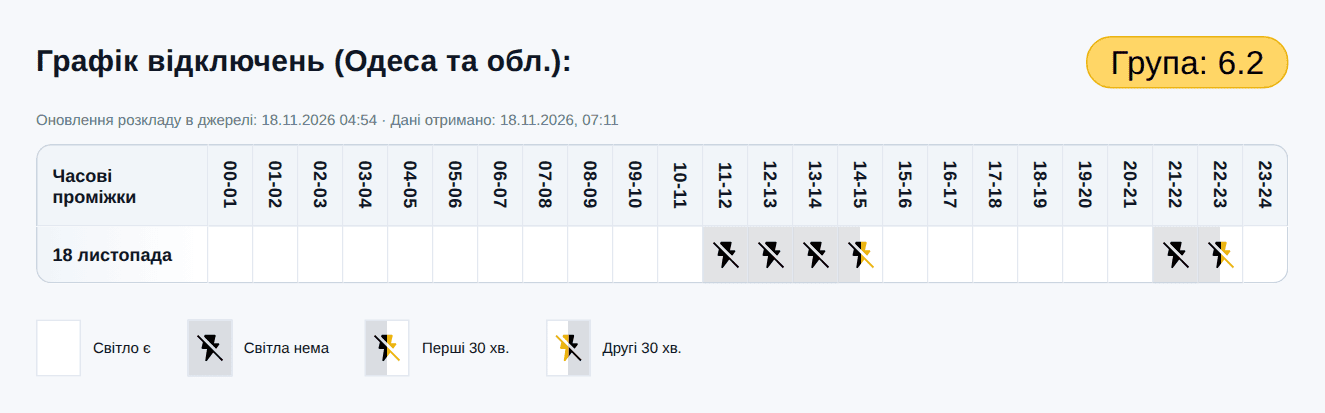 Графік відключень (Одеса та обл.):
Група: 6.2
Оновлення розкладу в джерелі: 18.11.2026 04:54 · Дані отримано: 18.11.2026, 07:11
Часові
проміжки
00-01
01-02
02-03
03-04
04-05
05-06
06-07
07-08
08-09
09-10
10-11
11-12
12-13
13-14
14-15
15-16
16-17
17-18
18-19
19-20
20-21
21-22
22-23
23-24
18 листопада
Світло є
Світла нема
Перші 30 хв.
Другі 30 хв.